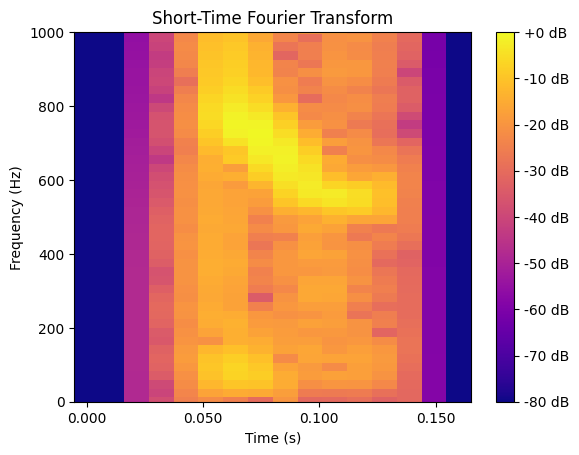 Short-Time Fourier Transform
1000
800
600
400
200
0
Frequency (Hz)
0.000
0.050
0.100
0.150
Time (s)
+0 dB
-10 dB
-20 dB
-30 dB
-40 dB
-50 dB
-60 dB
-70 dB
-80 dB